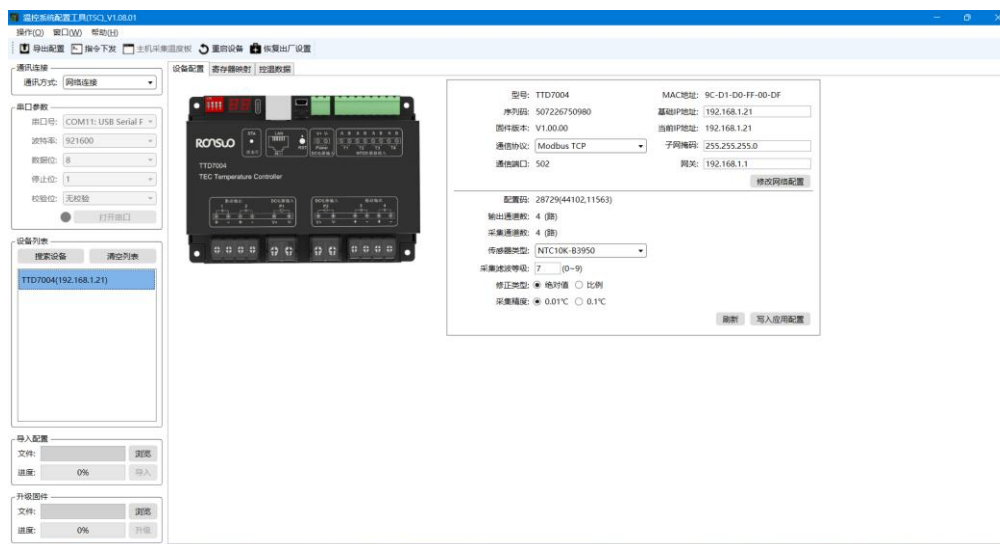 温控系统配置工具(TSC)_V1.08.01
操作(O) 窗口(W) 帮助(H)
导出配置 指令下发 主机采集温度板 重启设备 恢复出厂设置
通讯连接
通讯方式: 网络连接
串口参数
串口号: COM11: USB Serial F
波特率: 921600
数据位: 8
停止位: 1
校验位: 无校验
打开串口
设备列表
搜索设备 清空列表
TTD7004(192.168.1.21)
导入配置
文件: 浏览
进度: 0% 导入
升级固件
文件: 浏览
进度: 0% 升级
设备配置 寄存器映射 控温数据
RONSUO
TTD7004
TEC Temperature Controller
型号: TTD7004
序列码: 507226750980
固件版本: V1.00.00
通信协议: Modbus TCP
通信端口: 502
MAC地址: 9C-D1-D0-FF-00-DF
基础IP地址: 192.168.1.21
当前IP地址: 192.168.1.21
子网掩码: 255.255.255.0
网关: 192.168.1.1
修改网络配置
配置码: 28729(44102,11563)
输出通道数: 4 (路)
采集通道数: 4 (路)
传感器类型: NTC10K-B3950
采集滤波等级: 7 (0~9)
修正类型: 绝对值 比例
采集精度: 0.01℃ 0.1℃
刷新 写入应用配置